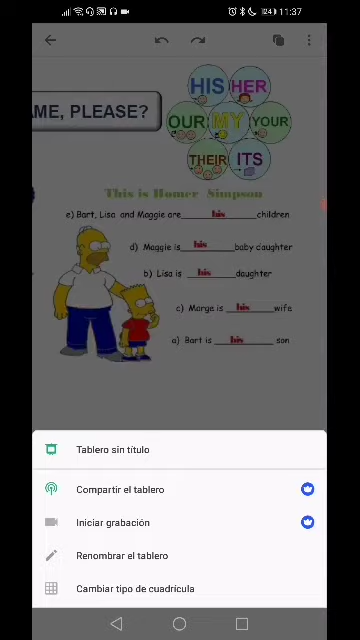 24
11:37
HIS HER
AME, PLEASE?
OUR MY YOUR
THEIR ITS
This is Homer Simpson
e) Bart, Lisa and Maggie are his children
d) Maggie is his baby daughter
b) Lisa is his daughter
c) Marge is his wife
a) Bart is his son
Tablero sin título
Compartir el tablero
Iniciar grabación
Renombrar el tablero
Cambiar tipo de cuadrícula